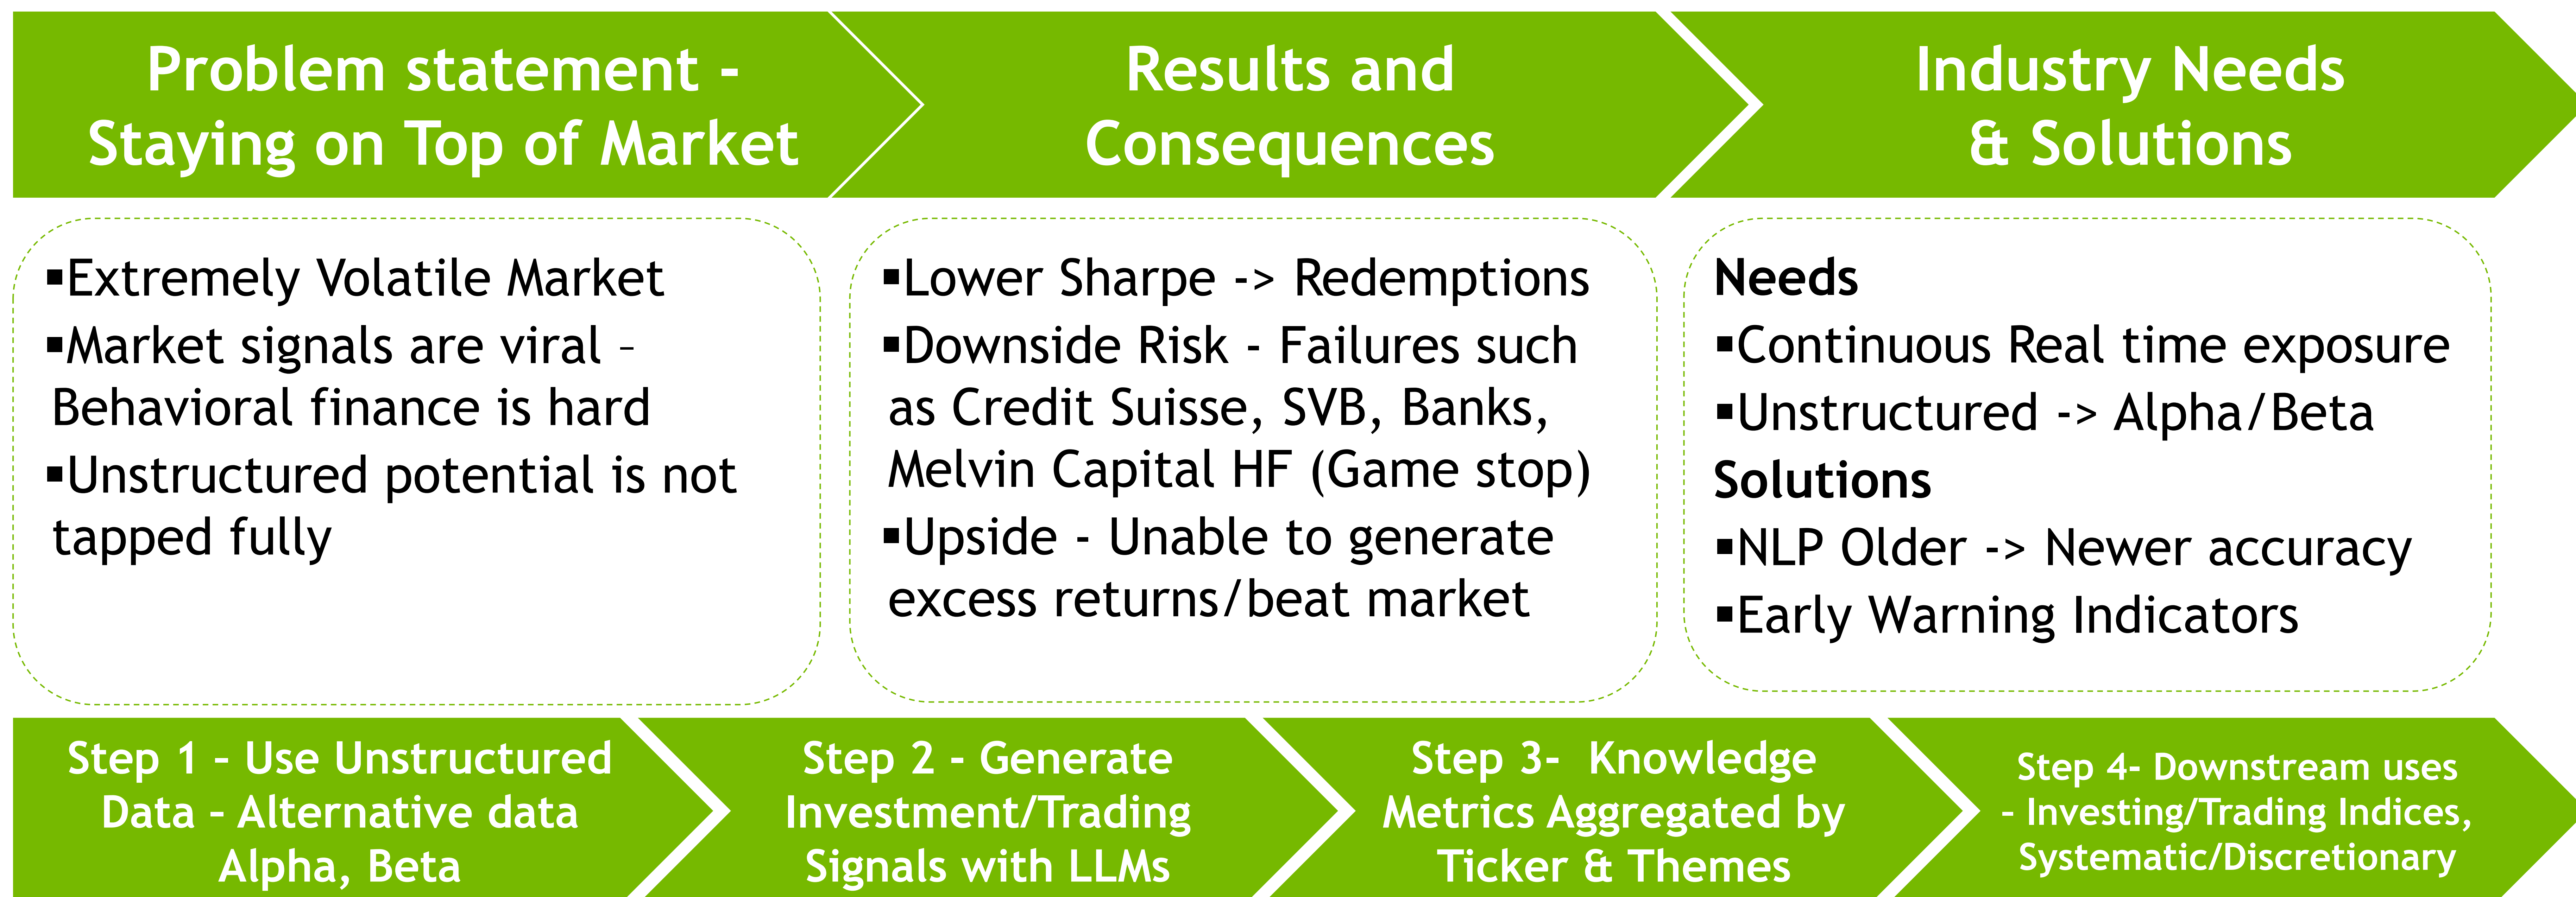 Problem statement -
Staying on Top of Market
Results and
Consequences
Industry Needs
& Solutions
▪Extremely Volatile Market
▪Market signals are viral –
Behavioral finance is hard
▪Unstructured potential is not
tapped fully
▪Lower Sharpe -> Redemptions
▪Downside Risk - Failures such
as Credit Suisse, SVB, Banks,
Melvin Capital HF (Game stop)
▪Upside - Unable to generate
excess returns/beat market
Needs
▪Continuous Real time exposure
▪Unstructured -> Alpha/Beta
Solutions
▪NLP Older -> Newer accuracy
▪Early Warning Indicators
Step 1 – Use Unstructured
Data – Alternative data
Alpha, Beta
Step 2 - Generate
Investment/Trading
Signals with LLMs
Step 3- Knowledge
Metrics Aggregated by
Ticker & Themes
Step 4- Downstream uses
– Investing/Trading Indices,
Systematic/Discretionary